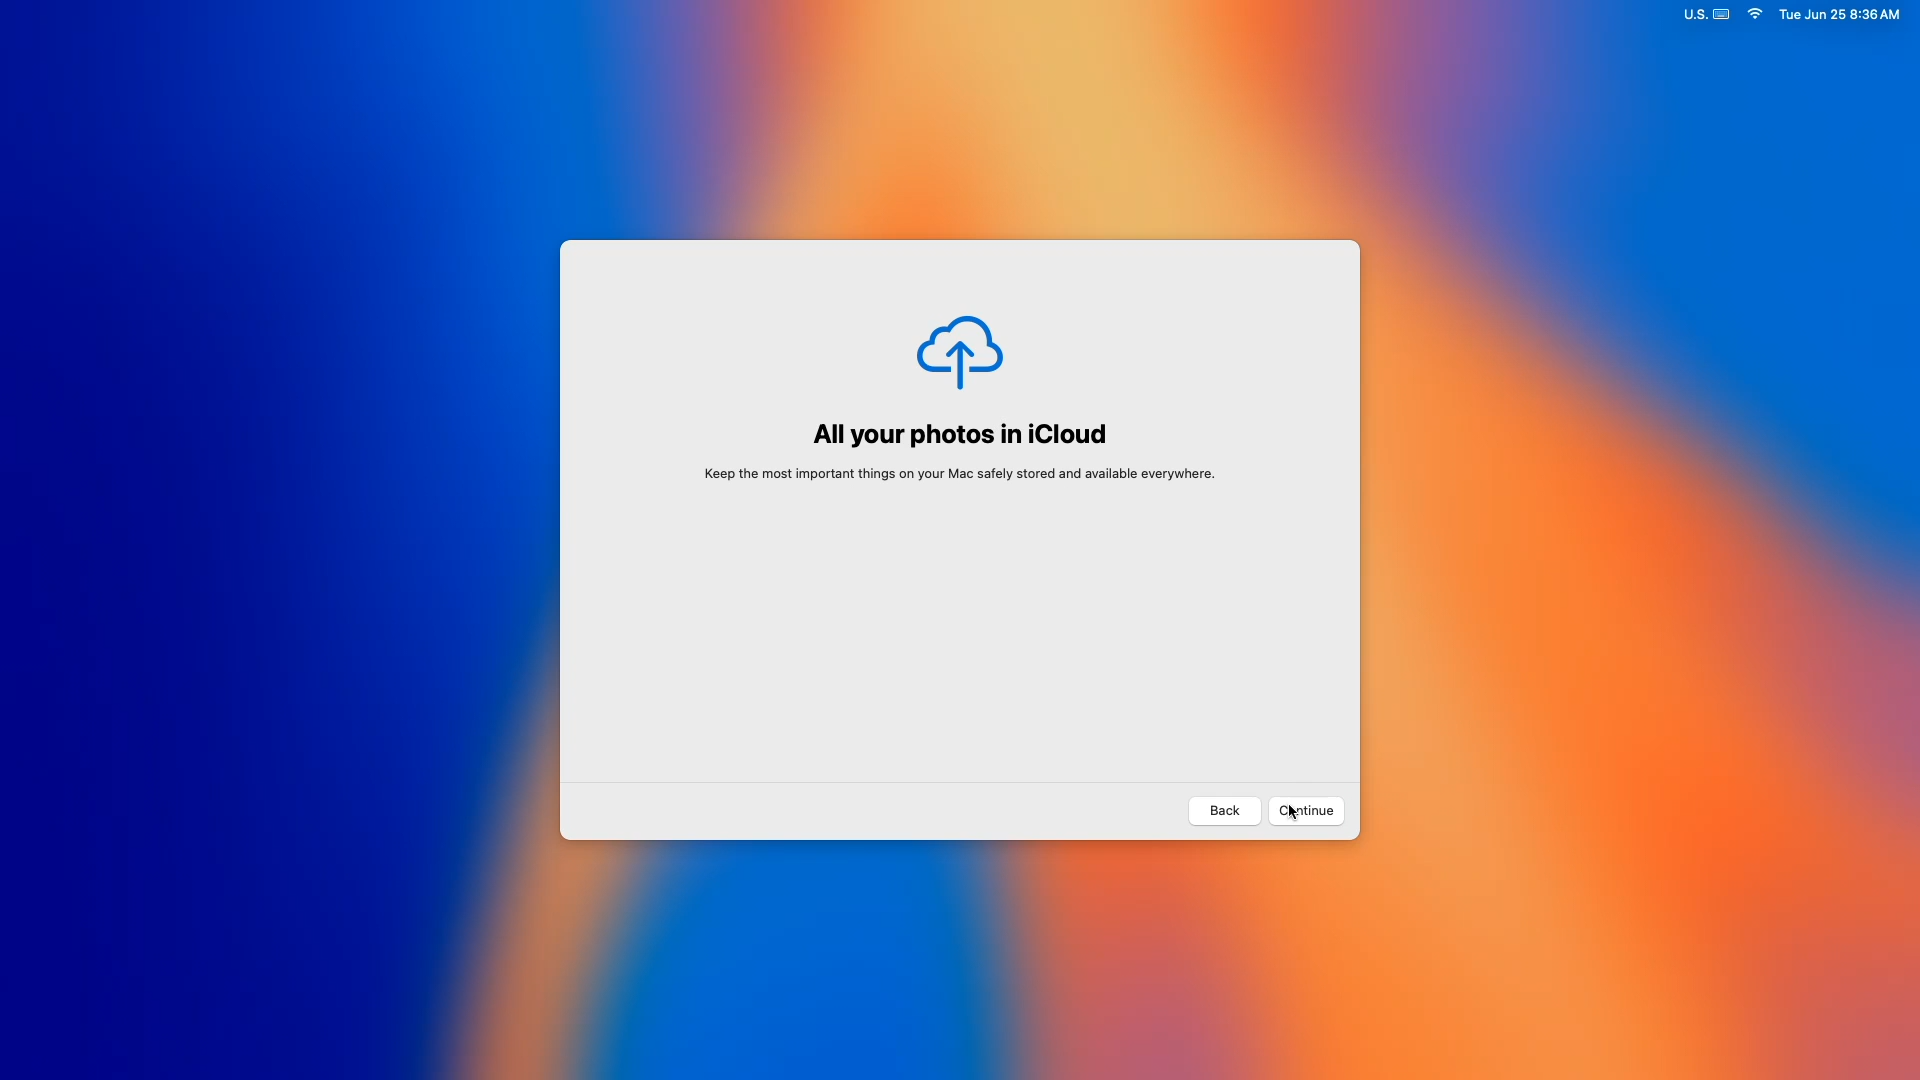 U.S. Tue Jun 25 8:36 AM
All your photos in iCloud
Keep the most important things on your Mac safely stored and available everywhere.
Back Continue